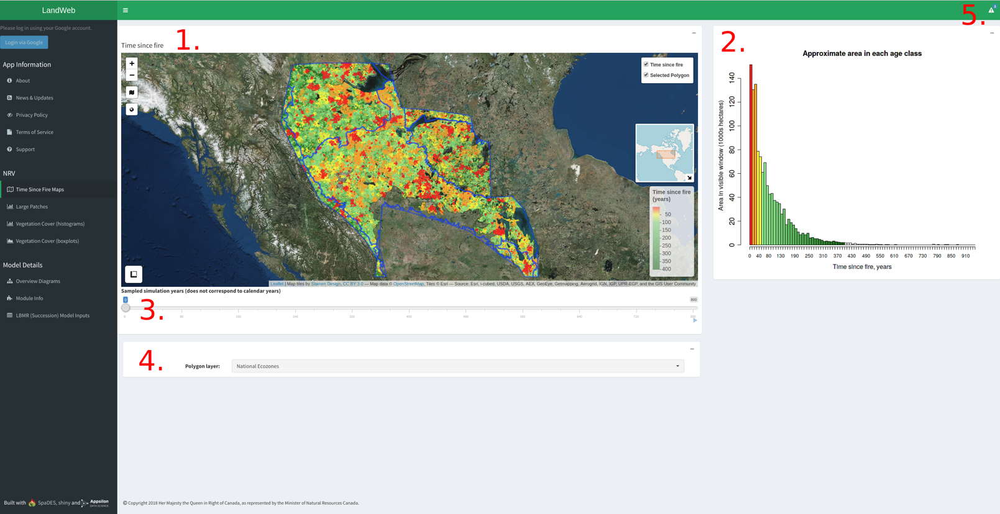 LandWeb
5.
2
Please log in using your Google account.
Login via Google
App Information
About
News & Updates
Privacy Policy
Terms of Service
Support
NRV
Time Since Fire Maps
Large Patches
Vegetation Cover (histograms)
Vegetation Cover (boxplots)
Model Details
Overview Diagrams
Module Info
LBMR (Succession) Model Inputs
Built with SpaDES, shiny and Appsilon
DATA SCIENCE
1.
Time since fire
+
−
Time since fire
Selected Polygon
Time since fire
(years)
50
100
150
200
250
300
350
400
Leaflet | Map tiles by Stamen Design, CC BY 3.0 — Map data © OpenStreetMap, Tiles © Esri — Source: Esri, i-cubed, USDA, USGS, AEX, GeoEye, Getmapping, Aerogrid, IGN, IGP, UPR-EGP, and the GIS User Community
Sampled simulation years (does not correspond to calendar years)
0
800
3.
0 80 160 240 320 400 480 560 640 720 800
4.
Polygon layer:
National Ecozones
2.
Approximate area in each age class
Area in visible window (1000s hectares)
140
120
100
80
60
40
20
0
0 40 80 130 190 250 310 370 430 490 550 610 670 730 790 850 910
Time since fire, years
© Copyright 2018 Her Majesty the Queen in Right of Canada, as represented by the Minister of Natural Resources Canada.